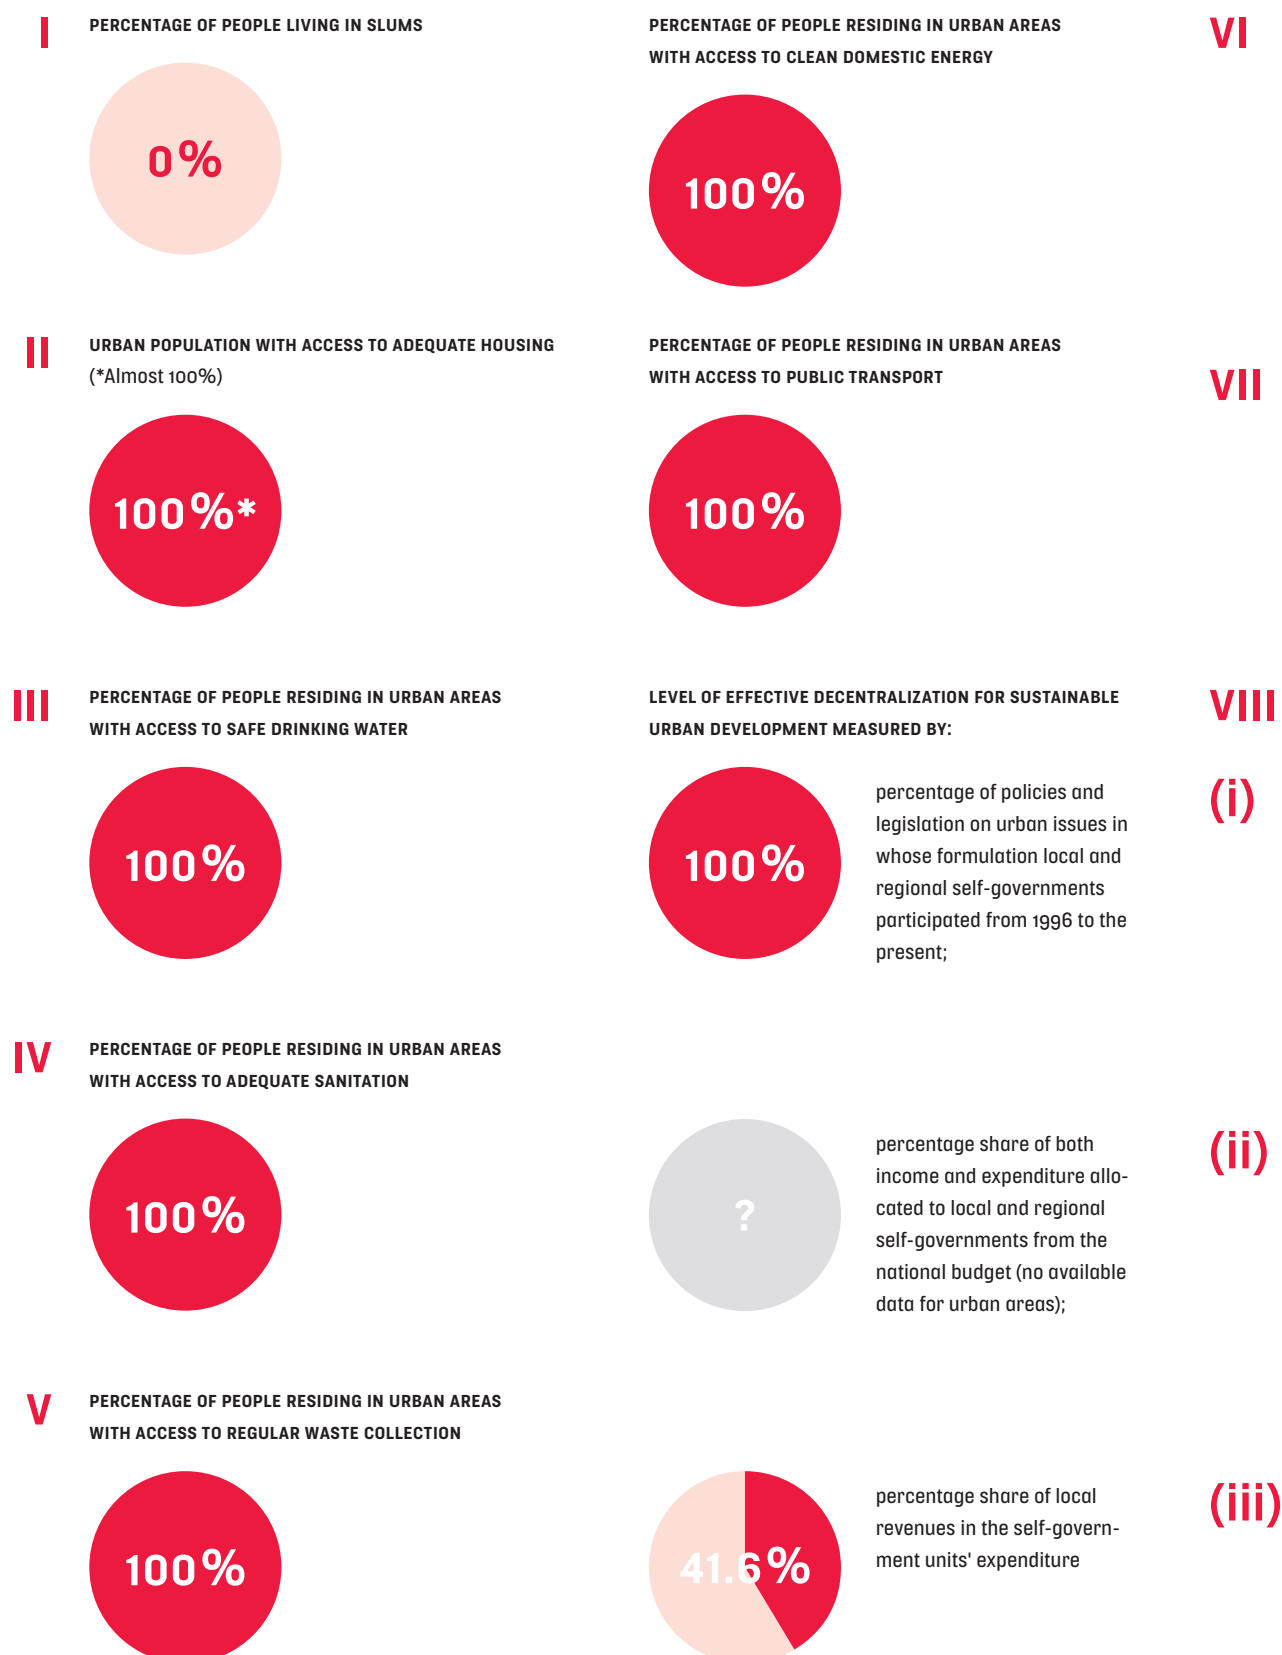 I
PERCENTAGE OF PEOPLE LIVING IN SLUMS
0%
II
URBAN POPULATION WITH ACCESS TO ADEQUATE HOUSING
(*Almost 100%)
100%*
III
PERCENTAGE OF PEOPLE RESIDING IN URBAN AREAS
WITH ACCESS TO SAFE DRINKING WATER
100%
IV
PERCENTAGE OF PEOPLE RESIDING IN URBAN AREAS
WITH ACCESS TO ADEQUATE SANITATION
100%
V
PERCENTAGE OF PEOPLE RESIDING IN URBAN AREAS
WITH ACCESS TO REGULAR WASTE COLLECTION
100%
VI
PERCENTAGE OF PEOPLE RESIDING IN URBAN AREAS
WITH ACCESS TO CLEAN DOMESTIC ENERGY
100%
PERCENTAGE OF PEOPLE RESIDING IN URBAN AREAS
WITH ACCESS TO PUBLIC TRANSPORT
VII
100%
LEVEL OF EFFECTIVE DECENTRALIZATION FOR SUSTAINABLE
URBAN DEVELOPMENT MEASURED BY:
VIII
100%
percentage of policies and
legislation on urban issues in
whose formulation local and
regional self-governments
participated from 1996 to the
present;
(i)
?
percentage share of both
income and expenditure allo-
cated to local and regional
self-governments from the
national budget (no available
data for urban areas);
(ii)
41.6%
percentage share of local
revenues in the self-govern-
ment units' expenditure
(iii)